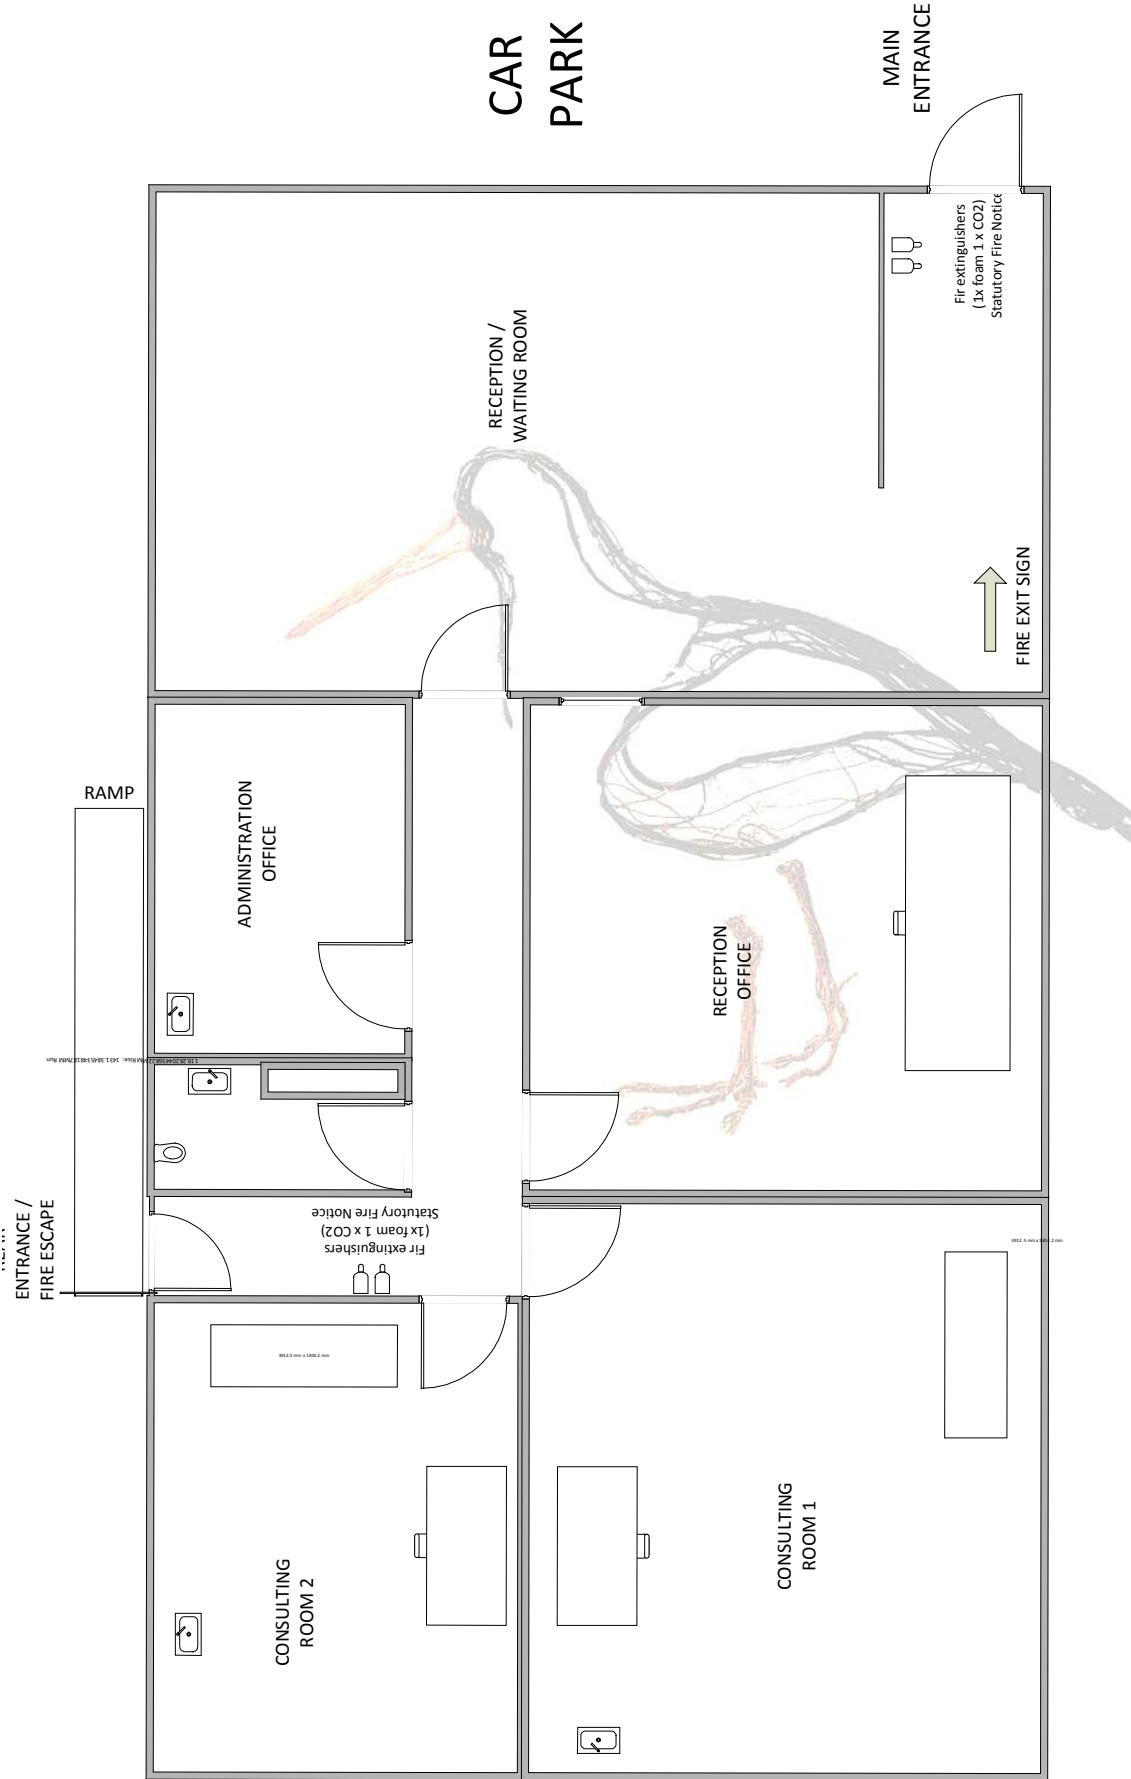 CAR
PARK
MAIN
ENTRANCE
Fir extinguishers
(1x foam 1 x CO2)
Statutory Fire Notice
RECEPTION /
WAITING ROOM
FIRE EXIT SIGN
RAMP
ADMINISTRATION
OFFICE
RECEPTION
OFFICE
ENTRANCE /
FIRE ESCAPE
Fir extinguishers
(1x foam 1 x CO2)
Statutory Fire Notice
CONSULTING
ROOM 2
CONSULTING
ROOM 1